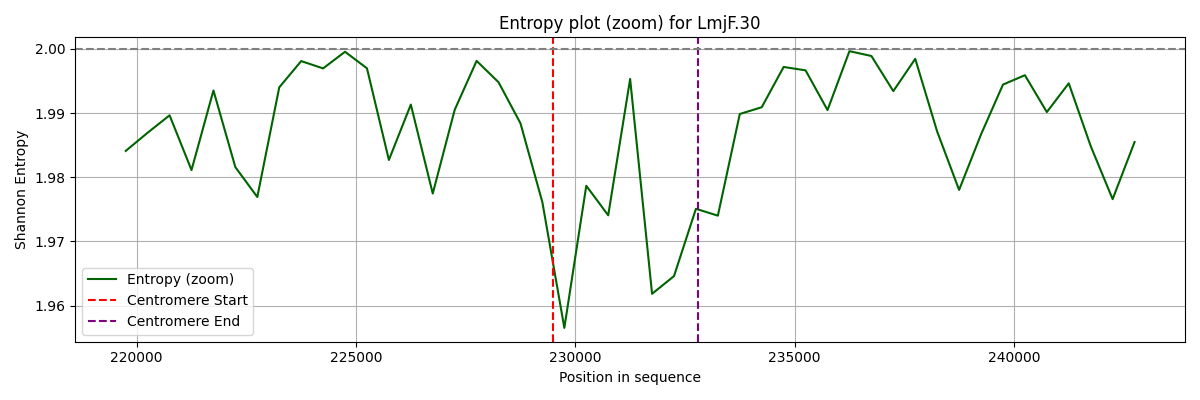 Entropy plot (zoom) for LmjF.30
Shannon Entropy
2.00
1.99
1.98
1.97
1.96
Entropy (zoom)
Centromere Start
Centromere End
220000 225000 230000 235000 240000
Position in sequence